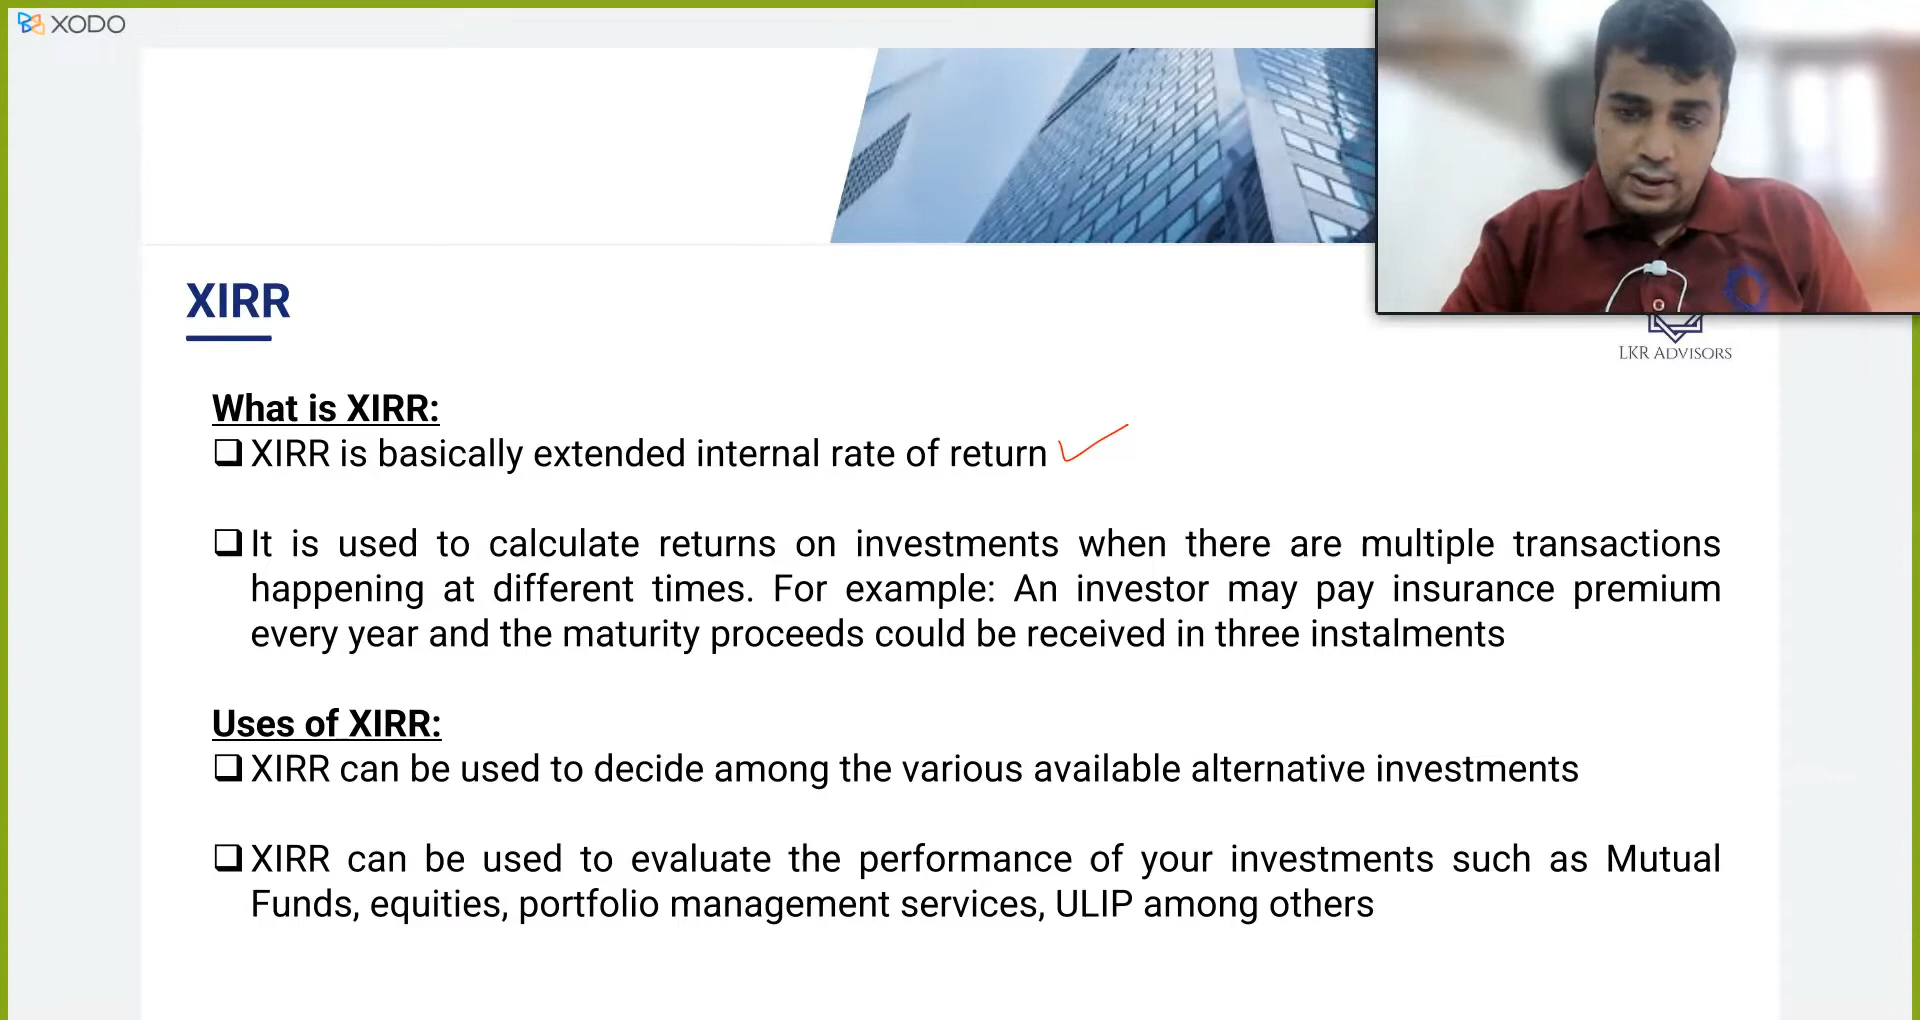 XODO
XIRR
LKR ADVISORS
What is XIRR:
XIRR is basically extended internal rate of return
It is used to calculate returns on investments when there are multiple transactions
happening at different times. For example: An investor may pay insurance premium
every year and the maturity proceeds could be received in three instalments
Uses of XIRR:
XIRR can be used to decide among the various available alternative investments
XIRR can be used to evaluate the performance of your investments such as Mutual
Funds, equities, portfolio management services, ULIP among others